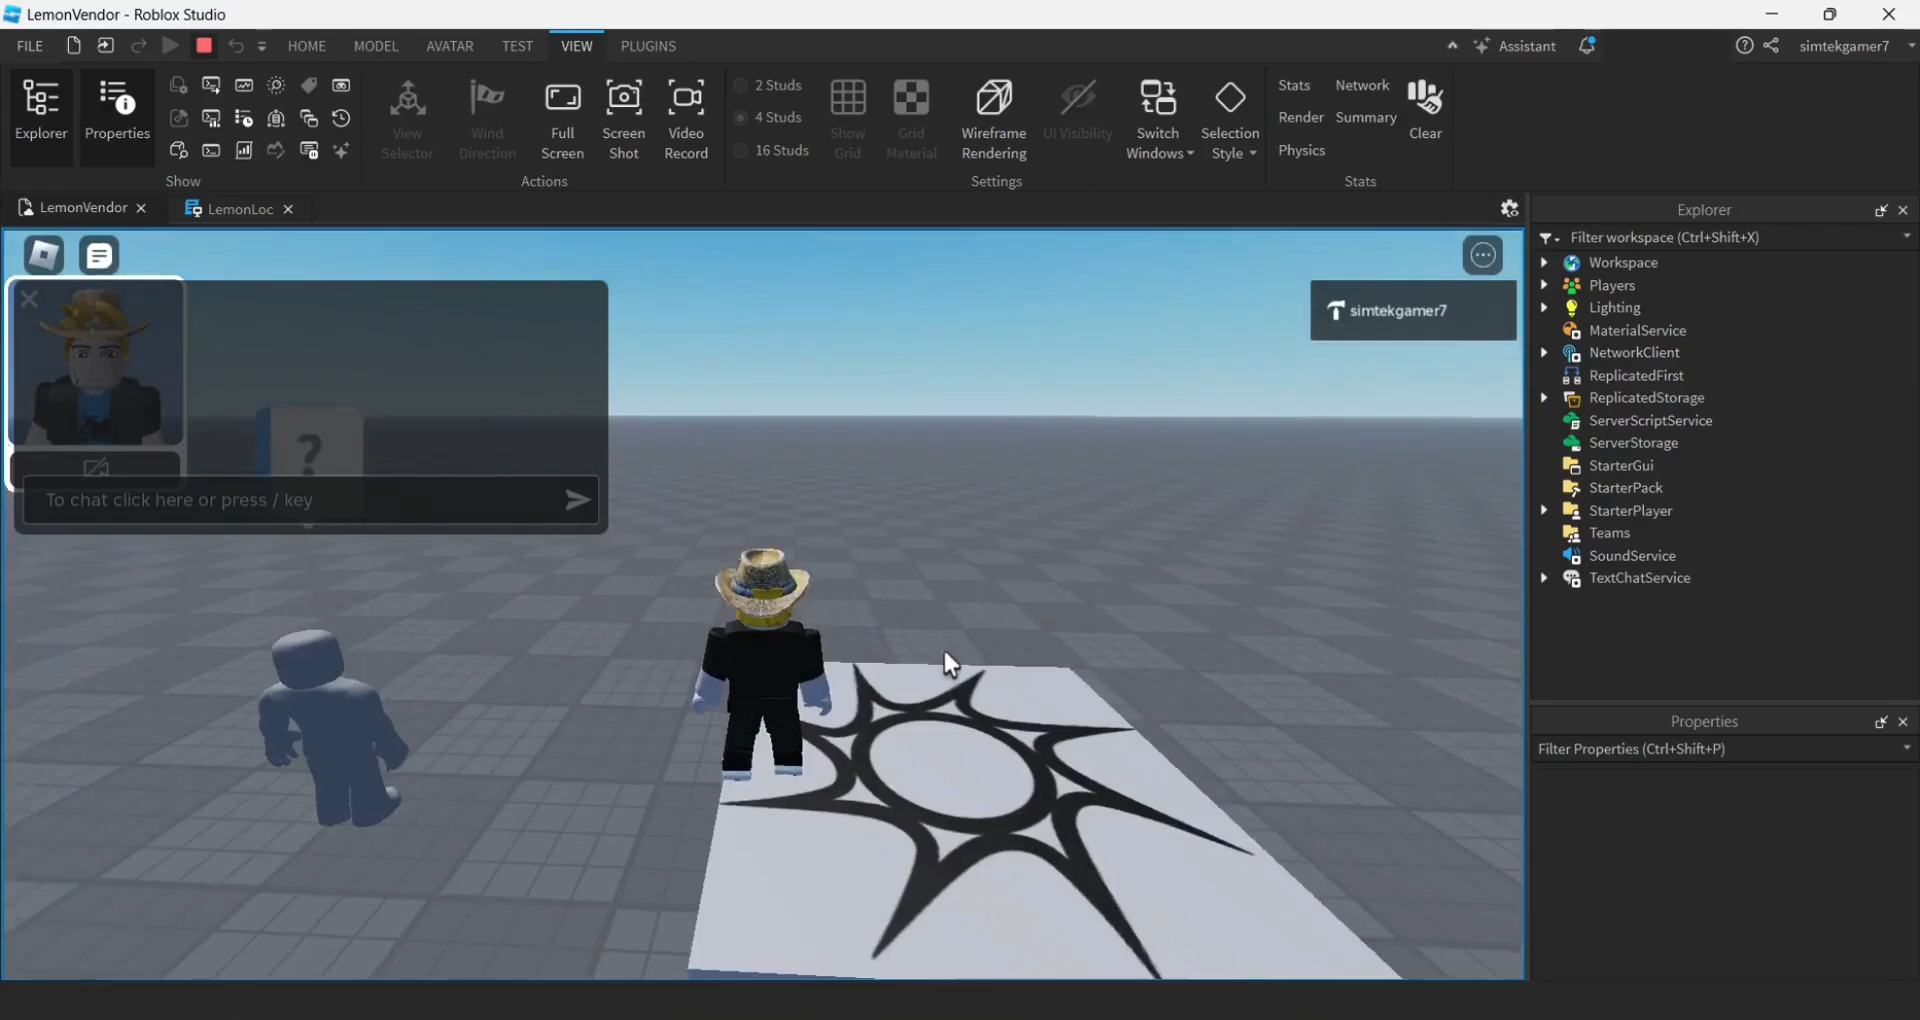 LemonVendor - Roblox Studio
FILE HOME MODEL AVATAR TEST VIEW PLUGINS Assistant simtekgamer7
Explorer
Properties
Show
View Selector
Wind Direction
Full Screen
Screen Shot
Video Record
Actions
2 Studs
4 Studs
16 Studs
Show Grid
Grid Material
Wireframe Rendering
UI Visibility
Switch Windows
Selection Style
Settings
Stats Network
Render Summary
Physics
Clear
Stats
LemonVendor
LemonLoc
simtekgamer7
?
To chat click here or press / key
Explorer
Filter workspace (Ctrl+Shift+X)
Workspace
Players
Lighting
MaterialService
NetworkClient
ReplicatedFirst
ReplicatedStorage
ServerScriptService
ServerStorage
StarterGui
StarterPack
StarterPlayer
Teams
SoundService
TextChatService
Properties
Filter Properties (Ctrl+Shift+P)